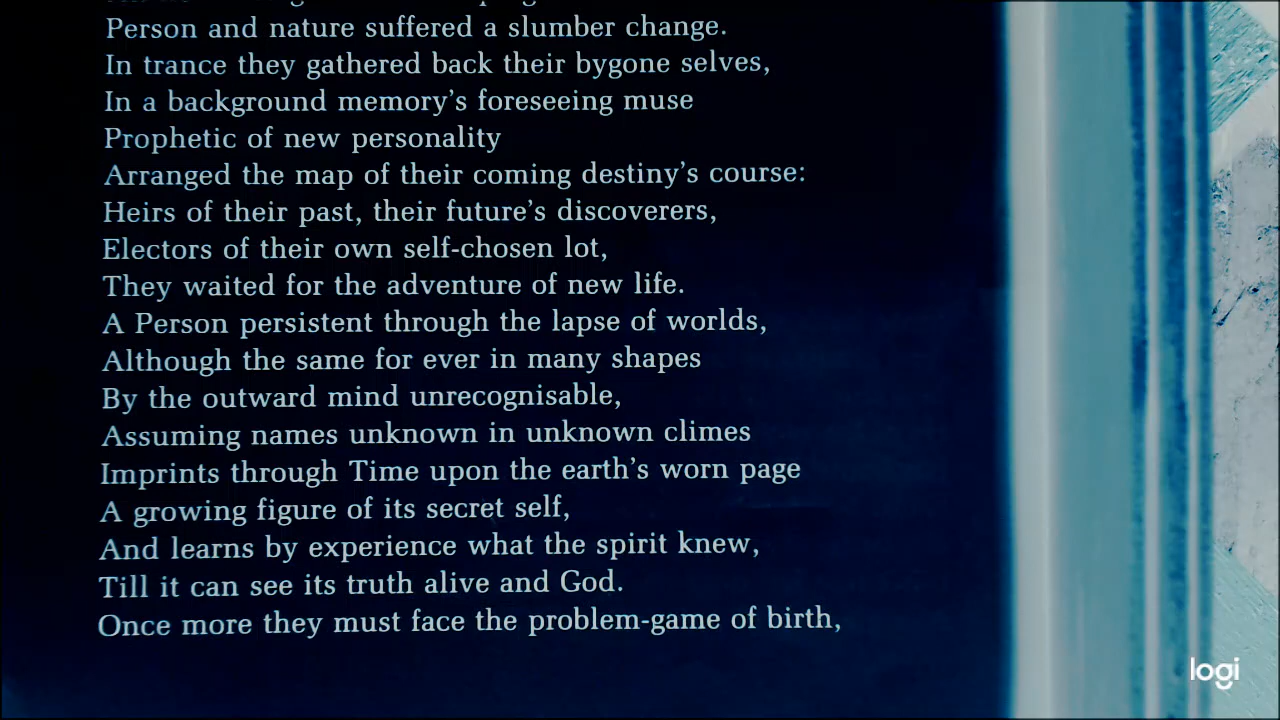 Person and nature suffered a slumber change.
In trance they gathered back their bygone selves,
In a background memory's foreseeing muse
Prophetic of new personality
Arranged the map of their coming destiny's course:
Heirs of their past, their future's discoverers,
Electors of their own self-chosen lot,
They waited for the adventure of new life.
A Person persistent through the lapse of worlds,
Although the same for ever in many shapes
By the outward mind unrecognisable,
Assuming names unknown in unknown climes
Imprints through Time upon the earth's worn page
A growing figure of its secret self,
And learns by experience what the spirit knew,
Till it can see its truth alive and God.
Once more they must face the problem-game of birth,
logi